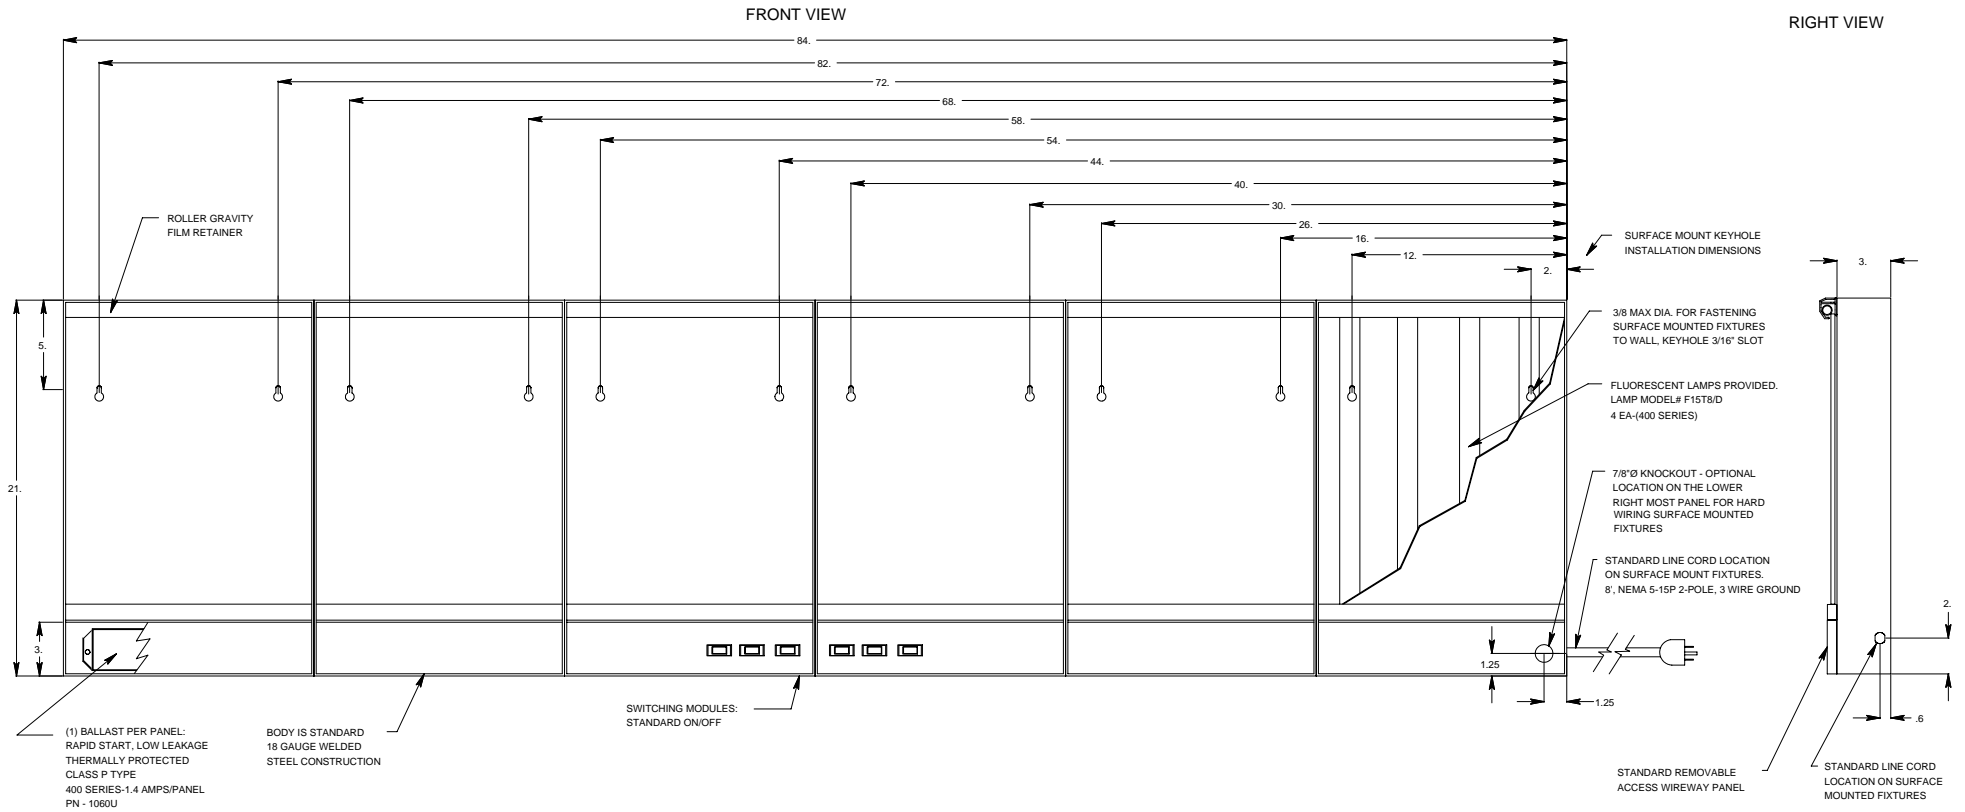 FRONT VIEW
RIGHT VIEW
84.
82.
72.
68.
58.
54.
44.
40.
30.
26.
16.
12.
2.
3.
ROLLER GRAVITY
FILM RETAINER
SURFACE MOUNT KEYHOLE
INSTALLATION DIMENSIONS
5.
3/8 MAX DIA. FOR FASTENING
SURFACE MOUNTED FIXTURES
TO WALL, KEYHOLE 3/16" SLOT
FLUORESCENT LAMPS PROVIDED.
LAMP MODEL# F15T8/D
4 EA-(400 SERIES)
21.
7/8"Ø KNOCKOUT - OPTIONAL
LOCATION ON THE LOWER
RIGHT MOST PANEL FOR HARD
WIRING SURFACE MOUNTED
FIXTURES
STANDARD LINE CORD LOCATION
ON SURFACE MOUNT FIXTURES.
8', NEMA 5-15P 2-POLE, 3 WIRE GROUND
2.
3.
1.25
1.25
.6
(1) BALLAST PER PANEL:
RAPID START, LOW LEAKAGE
THERMALLY PROTECTED
CLASS P TYPE
400 SERIES-1.4 AMPS/PANEL
PN - 1060U
BODY IS STANDARD
18 GAUGE WELDED
STEEL CONSTRUCTION
SWITCHING MODULES:
STANDARD ON/OFF
STANDARD REMOVABLE
ACCESS WIREWAY PANEL
STANDARD LINE CORD
LOCATION ON SURFACE
MOUNTED FIXTURES